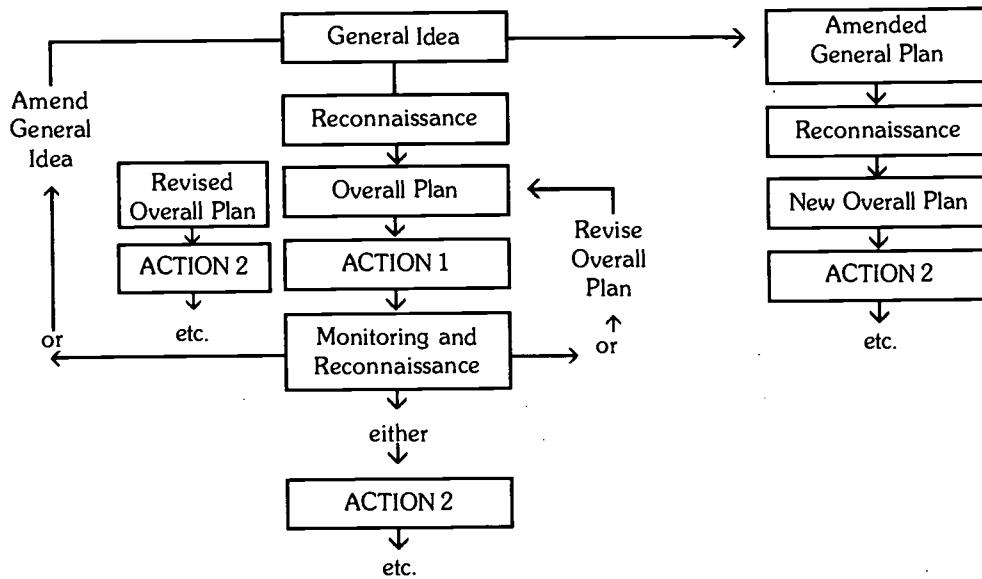 General Idea
Amended
General Plan
Amend
General
Idea
Reconnaissance
Reconnaissance
Revised
Overall Plan
Overall Plan
New Overall Plan
Revise
Overall
Plan
ACTION 2
ACTION 1
ACTION 2
or
etc.
Monitoring and
Reconnaissance
or
etc.
either
ACTION 2
etc.